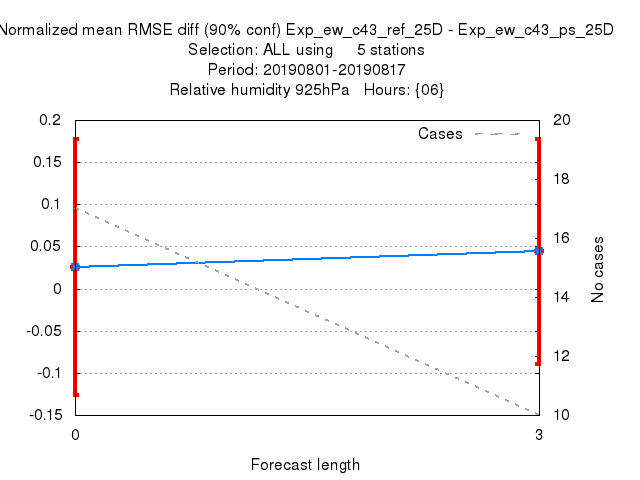 Normalized mean RMSE diff (90% conf) Exp_ew_c43_ref_25D - Exp_ew_c43_ps_25D
Selection: ALL using 5 stations
Period: 20190801-20190817
Relative humidity 925hPa Hours: {06}
Cases
0.2
0.15
0.1
0.05
0
-0.05
-0.1
-0.15
20
18
16
14
12
10
No cases
0
3
Forecast length